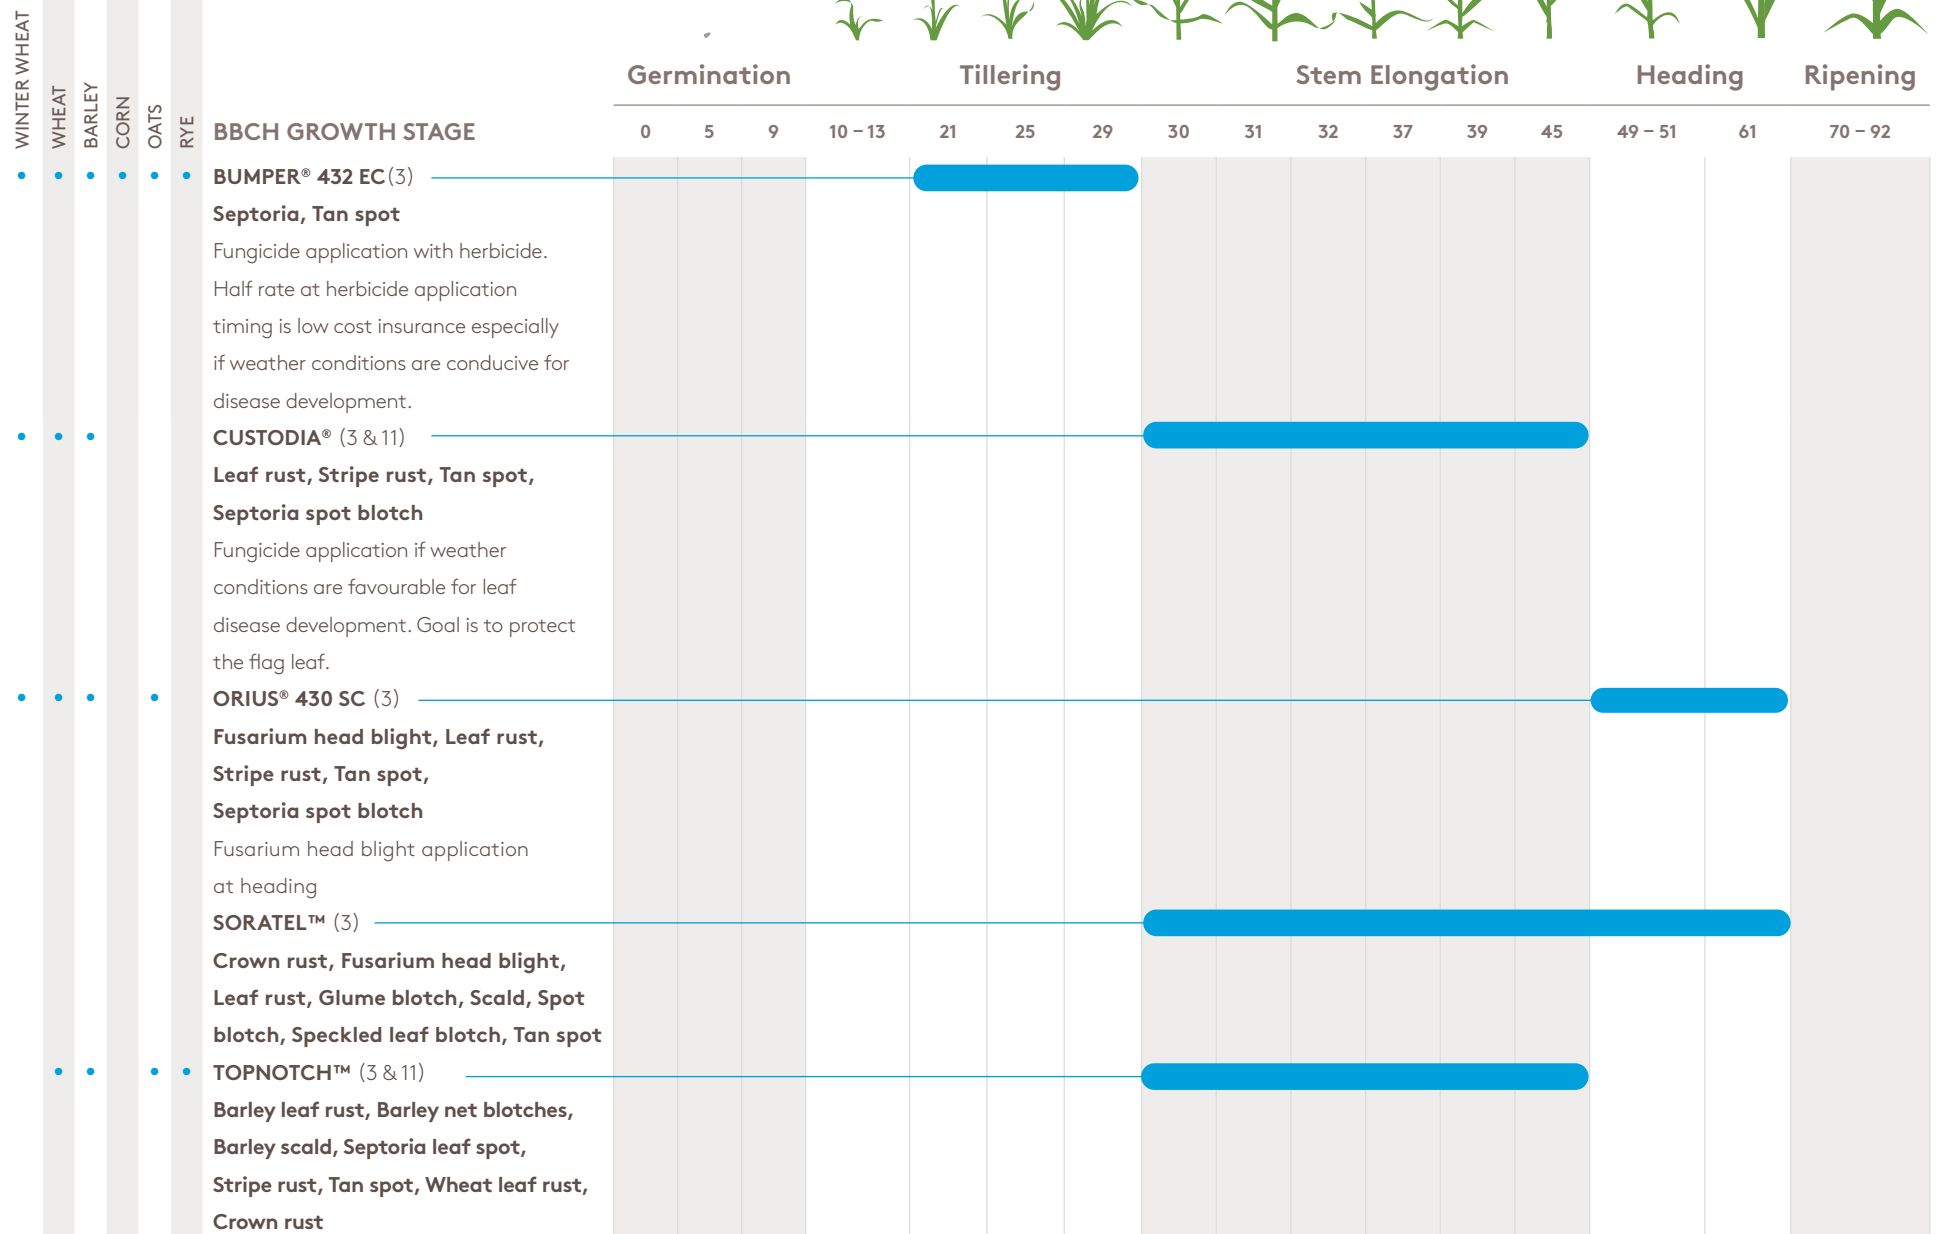 WINTER WHEAT
WHEAT
BARLEY
CORN
OATS
RYE
Germination Tillering Stem Elongation Heading Ripening
BBCH GROWTH STAGE 0 5 9 10 – 13 21 25 29 30 31 32 37 39 45 49 – 51 61 70 – 92
• • • • • • BUMPER® 432 EC(3)
Septoria, Tan spot
Fungicide application with herbicide.
Half rate at herbicide application
timing is low cost insurance especially
if weather conditions are conducive for
disease development.
• • • CUSTODIA® (3 & 11)
Leaf rust, Stripe rust, Tan spot,
Septoria spot blotch
Fungicide application if weather
conditions are favourable for leaf
disease development. Goal is to protect
the flag leaf.
• • • • ORIUS® 430 SC (3)
Fusarium head blight, Leaf rust,
Stripe rust, Tan spot,
Septoria spot blotch
Fusarium head blight application
at heading
SORATEL™ (3)
Crown rust, Fusarium head blight,
Leaf rust, Glume blotch, Scald, Spot
blotch, Speckled leaf blotch, Tan spot
• • • • TOPNOTCH™ (3 & 11)
Barley leaf rust, Barley net blotches,
Barley scald, Septoria leaf spot,
Stripe rust, Tan spot, Wheat leaf rust,
Crown rust